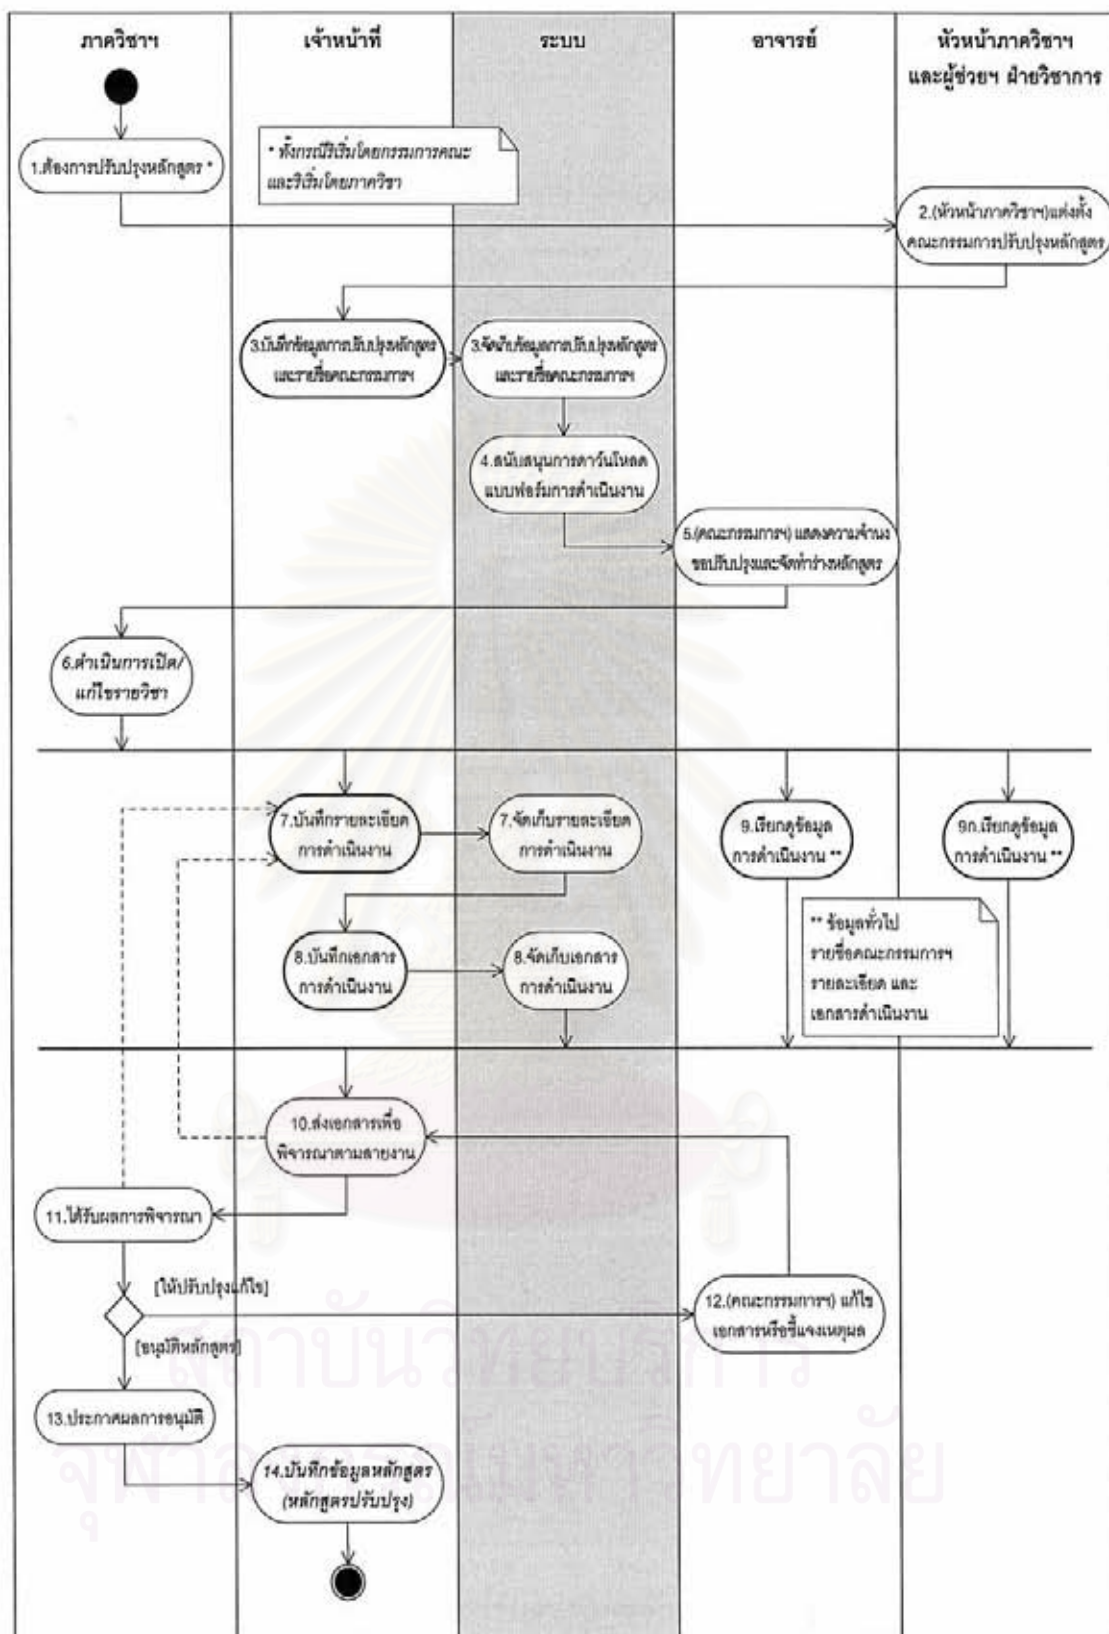 ภาควิชาฯ
เจ้าหน้าที่
ระบบ
อาจารย์
หัวหน้าภาควิชาฯ
และผู้ช่วยฯ ฝ่ายวิชาการ
1.ต้องการปรับปรุงหลักสูตร *
* ทั้งกรณีริเริ่มโดยกรรมการคณะ
และริเริ่มโดยภาควิชา
2.(หัวหน้าภาควิชาฯ)แต่งตั้ง
คณะกรรมการปรับปรุงหลักสูตร
3.บันทึกข้อมูลการปรับปรุงหลักสูตร
และรายชื่อคณะกรรมการฯ
3.จัดเก็บข้อมูลการปรับปรุงหลักสูตร
และรายชื่อคณะกรรมการฯ
4.สนับสนุนการดาวน์โหลด
แบบฟอร์มการดำเนินงาน
5.(คณะกรรมการฯ) แสดงความจำนง
ขอปรับปรุงและจัดทำร่างหลักสูตร
6.ดำเนินการเปิด/
แก้ไขรายวิชา
7.บันทึกรายละเอียด
การดำเนินงาน
7.จัดเก็บรายละเอียด
การดำเนินงาน
9.เรียกดูข้อมูล
การดำเนินงาน **
9ก.เรียกดูข้อมูล
การดำเนินงาน **
8.บันทึกเอกสาร
การดำเนินงาน
8.จัดเก็บเอกสาร
การดำเนินงาน
** ข้อมูลทั่วไป
รายชื่อคณะกรรมการฯ
รายละเอียด และ
เอกสารดำเนินงาน
10.ส่งเอกสารเพื่อ
พิจารณาตามสายงาน
11.ได้รับผลการพิจารณา
[ให้ปรับปรุงแก้ไข]
12.(คณะกรรมการฯ) แก้ไข
เอกสารหรือชี้แจงเหตุผล
[อนุมัติหลักสูตร]
13.ประกาศผลการอนุมัติ
14.บันทึกข้อมูลหลักสูตร
(หลักสูตรปรับปรุง)
สถาบันวิทยบริการ
จุฬาลงกรณ์มหาวิทยาลัย